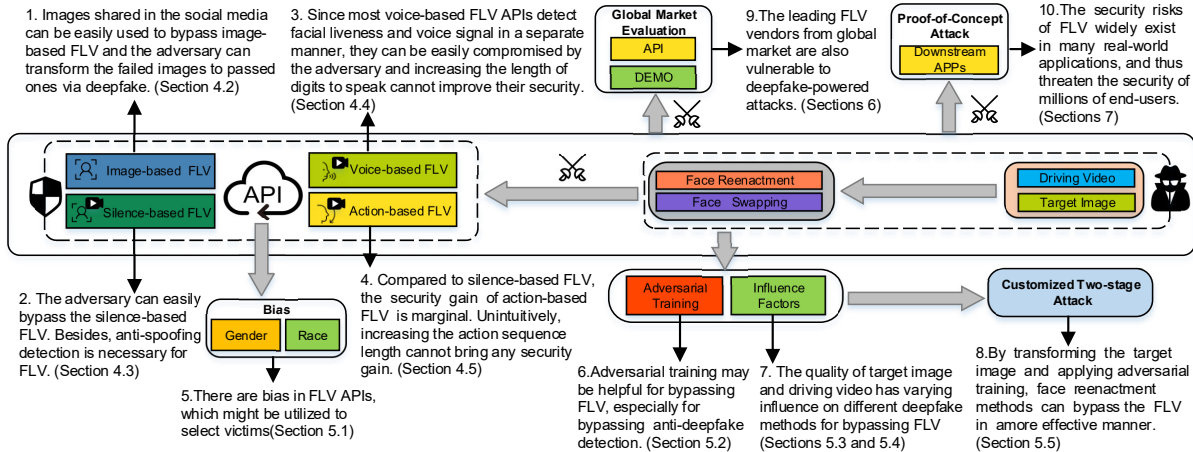 1. Images shared in the social media
can be easily used to bypass image-
based FLV and the adversary can
transform the failed images to passed
ones via deepfake. (Section 4.2)
3. Since most voice-based FLV APIs detect
facial liveness and voice signal in a separate
manner, they can be easily compromised by
the adversary and increasing the length of
digits to speak cannot improve their security.
(Section 4.4)
Global Market
Evaluation
API
DEMO
9.The leading FLV
vendors from global
market are also
vulnerable to
deepfake-powered
attacks. (Sections 6)
Proof-of-Concept
Attack
Downstream
APPs
10.The security risks
of FLV widely exist
in many real-world
applications, and thus
threaten the security of
millions of end-users.
(Sections 7)
Image-based FLV
Silence-based FLV
API
Voice-based FLV
Action-based FLV
Face Reenactment
Face Swapping
Driving Video
Target Image
2. The adversary can easily
bypass the silence-based
FLV. Besides, anti-spoofing
detection is necessary for
FLV. (Section 4.3)
Bias
Gender
Race
5.There are bias in FLV APIs,
which might be utilized to
select victims(Section 5.1)
4. Compared to silence-based FLV,
the security gain of action-based
FLV is marginal. Unintuitively,
increasing the action sequence
length cannot bring any security
gain. (Section 4.5)
Adversarial
Training
Influence
Factors
6.Adversarial training may
be helpful for bypassing
FLV, especially for
bypassing anti-deepfake
detection. (Section 5.2)
7. The quality of target image
and driving video has varying
influence on different deepfake
methods for bypassing FLV
(Sections 5.3 and 5.4)
Customized Two-stage
Attack
8.By transforming the target
image and applying adversarial
training, face reenactment
methods can bypass the FLV
in amore effective manner.
(Section 5.5)